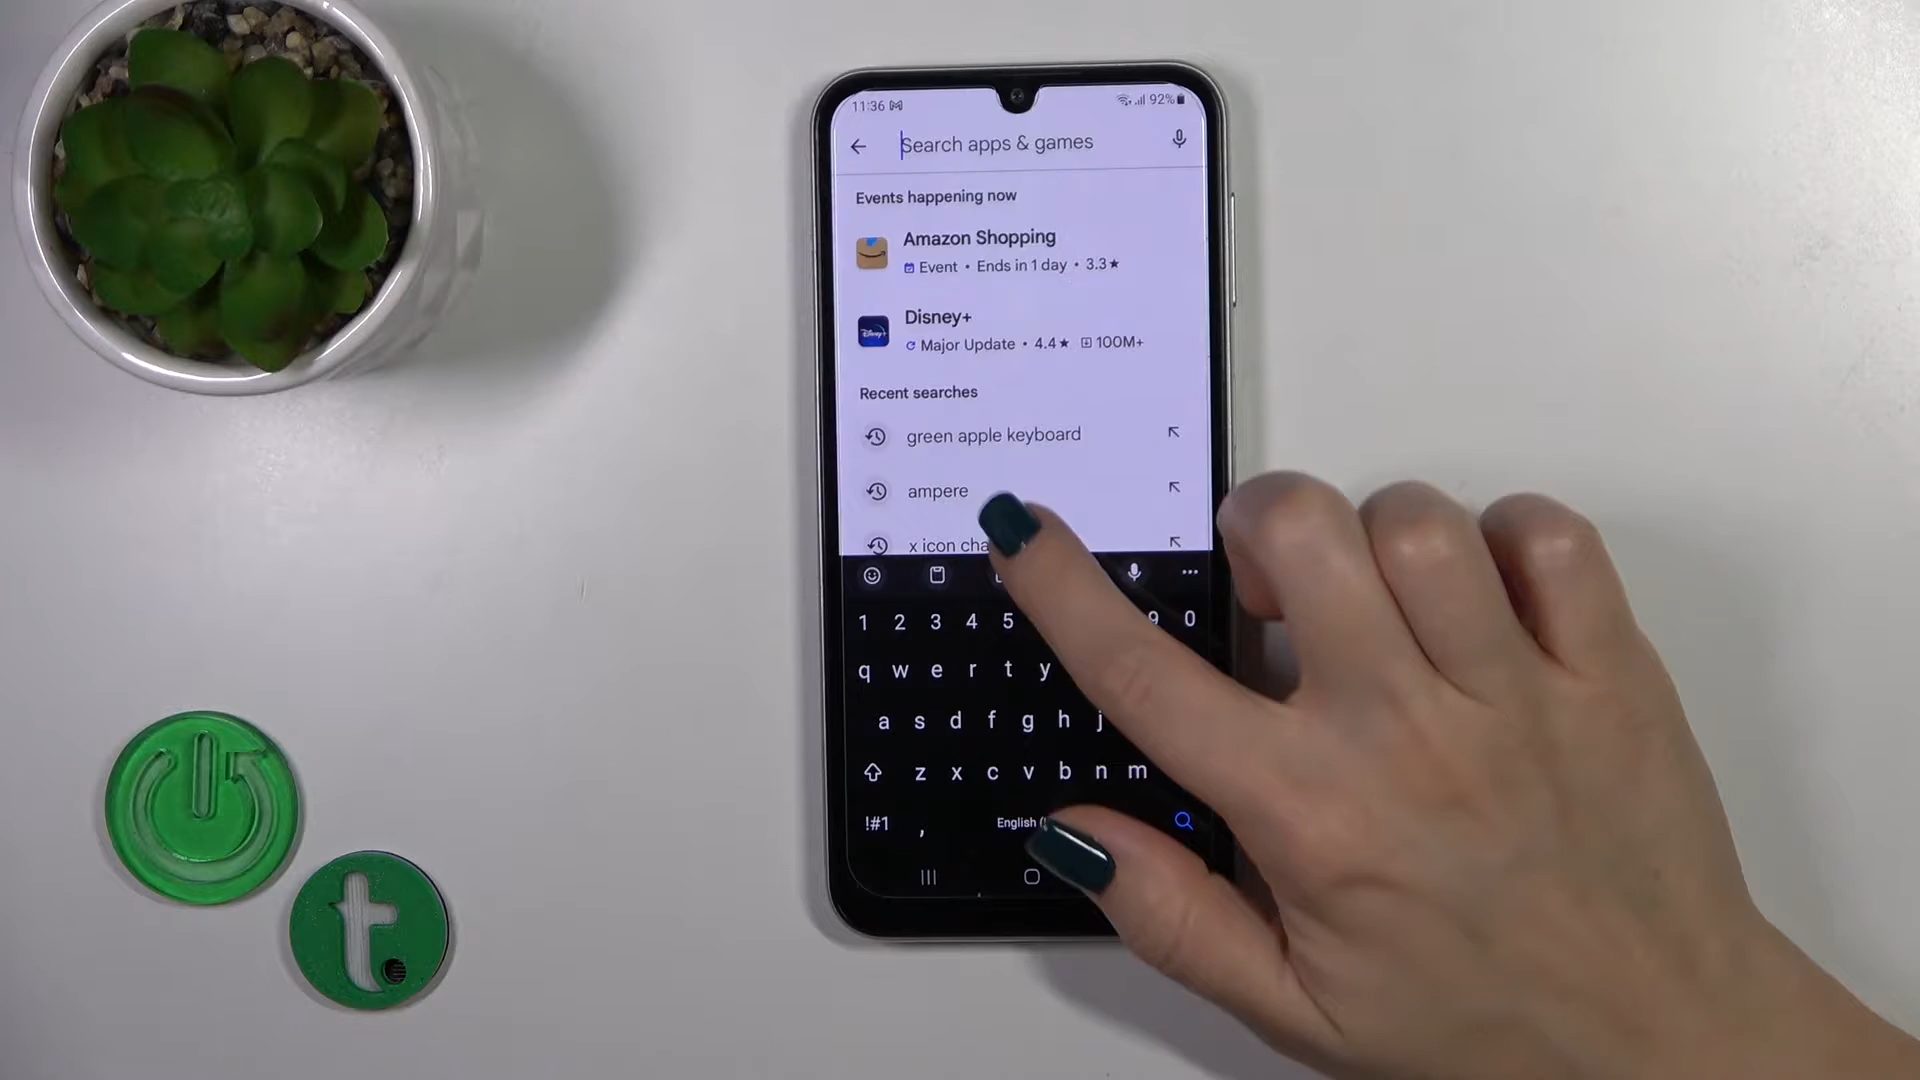 11:36
92%
Search apps & games
Events happening now
Amazon Shopping
Event • Ends in 1 day • 3.3★
Disney+
Disney+
Major Update • 4.4★ 100M+
Recent searches
green apple keyboard
ampere
x icon cha
1 2 3 4 5 9 0
q w e r t y
a s d f g h j
z x c v b n m
!#1 , English (
t.